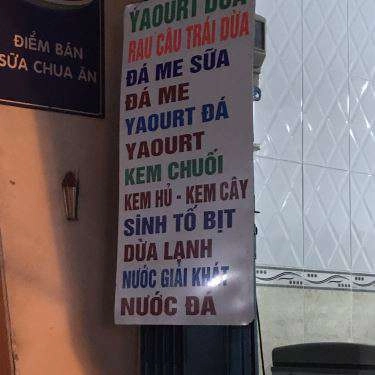 ĐIỂM BÁN
SỮA CHUA ĂN
YAOURT DỪA
RAU CÂU TRÁI DỪA
ĐÁ ME SỮA
ĐÁ ME
YAOURT ĐÁ
YAOURT
KEM CHUỐI
KEM HỦ - KEM CÂY
SINH TỐ BỊT
DỪA LẠNH
NƯỚC GIẢI KHÁT
NƯỚC ĐÁ